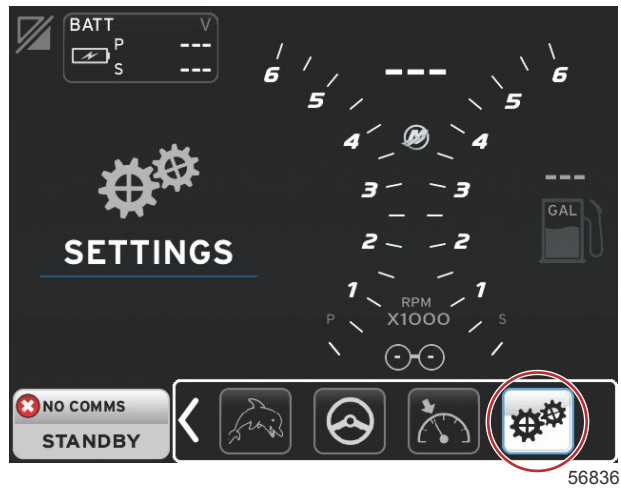 BATT V
P ---
S ---
---
6 6
5 5
4 4
3 3
2 2
1 1
RPM
X1000
P S
---
GAL
SETTINGS
NO COMMS
STANDBY
56836